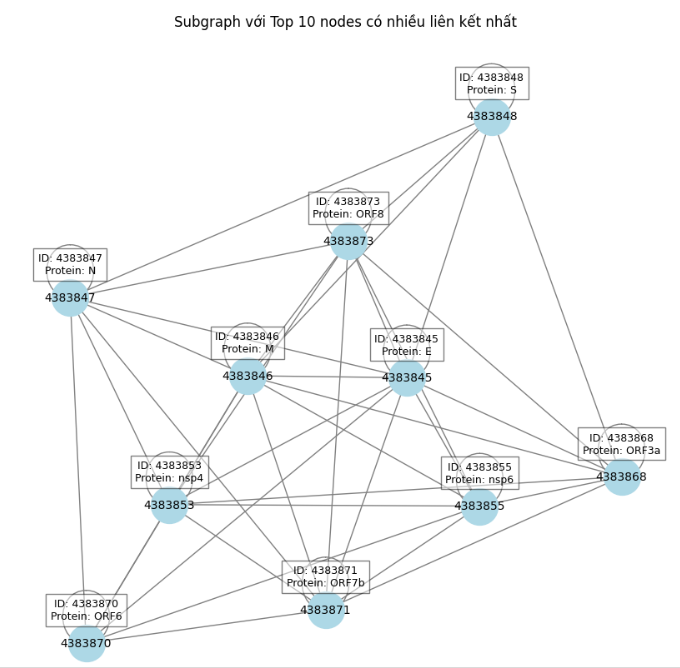 Subgraph với Top 10 nodes có nhiều liên kết nhất
ID: 4383848
Protein: S
4383848
ID: 4383873
Protein: ORF8
4383873
ID: 4383847
Protein: N
4383847
ID: 4383846
Protein: M
4383846
ID: 4383845
Protein: E
4383845
ID: 4383868
Protein: ORF3a
4383868
ID: 4383853
Protein: nsp4
4383853
ID: 4383855
Protein: nsp6
4383855
ID: 4383871
Protein: ORF7b
4383871
ID: 4383870
Protein: ORF6
4383870